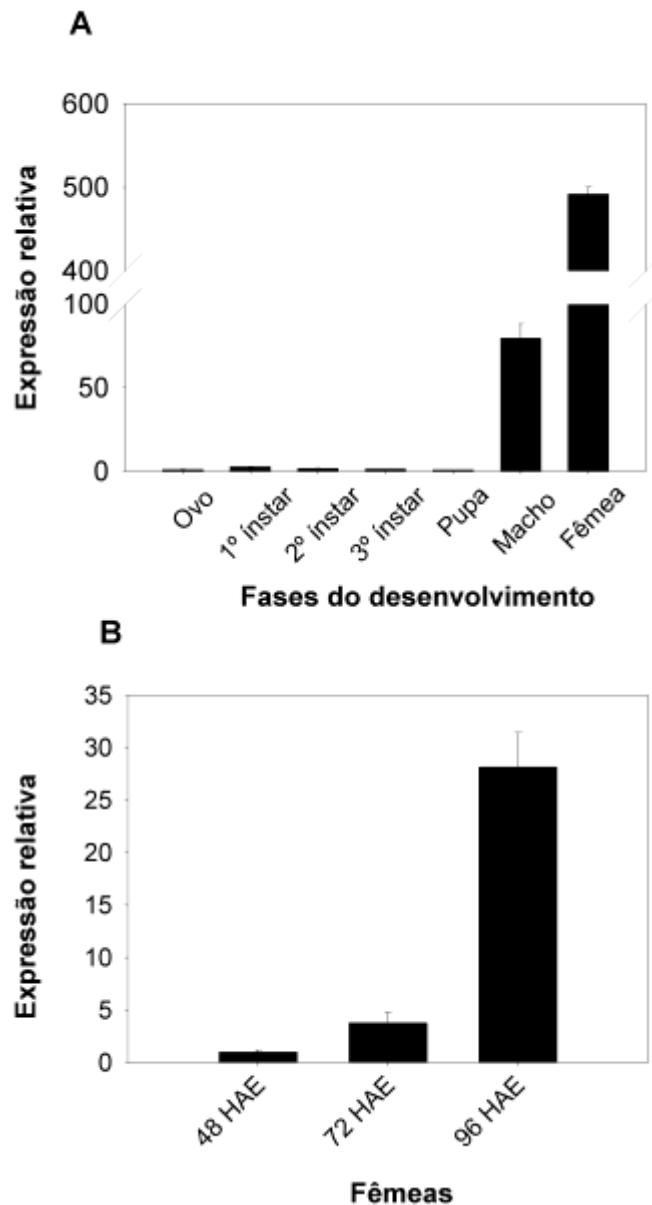 A
600
500
400
100
50
0
Expressão relativa
Ovo
1º ínstar
2º ínstar
3º ínstar
Pupa
Macho
Fêmea
Fases do desenvolvimento
B
35
30
25
20
15
10
5
0
Expressão relativa
48 HAE
72 HAE
96 HAE
Fêmeas